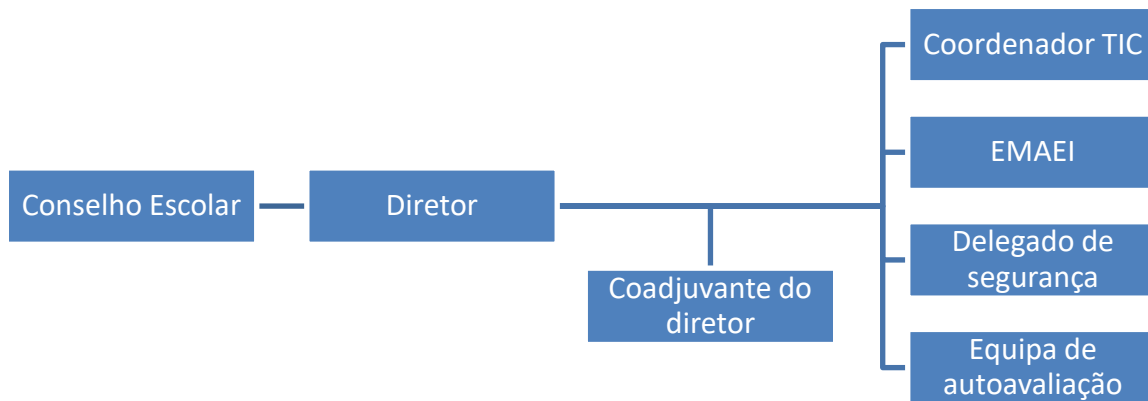 Conselho Escolar
Diretor
Coadjuvante do
diretor
Coordenador TIC
EMAEI
Delegado de
segurança
Equipa de
autoavaliação